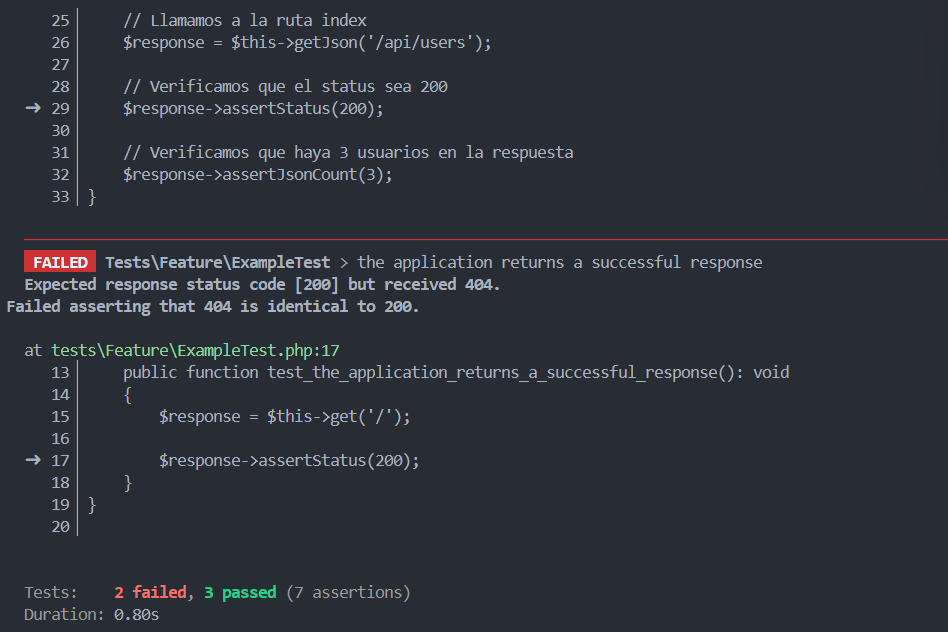 25 // Llamamos a la ruta index
26 $response = $this->getJson('/api/users');
27
28 // Verificamos que el status sea 200
➜ 29 $response->assertStatus(200);
30
31 // Verificamos que haya 3 usuarios en la respuesta
32 $response->assertJsonCount(3);
33 }
FAILED Tests\Feature\ExampleTest > the application returns a successful response
Expected response status code [200] but received 404.
Failed asserting that 404 is identical to 200.
at tests\Feature\ExampleTest.php:17
13 public function test_the_application_returns_a_successful_response(): void
14 {
15 $response = $this->get('/');
16
➜ 17 $response->assertStatus(200);
18 }
19 }
20
Tests: 2 failed, 3 passed (7 assertions)
Duration: 0.80s